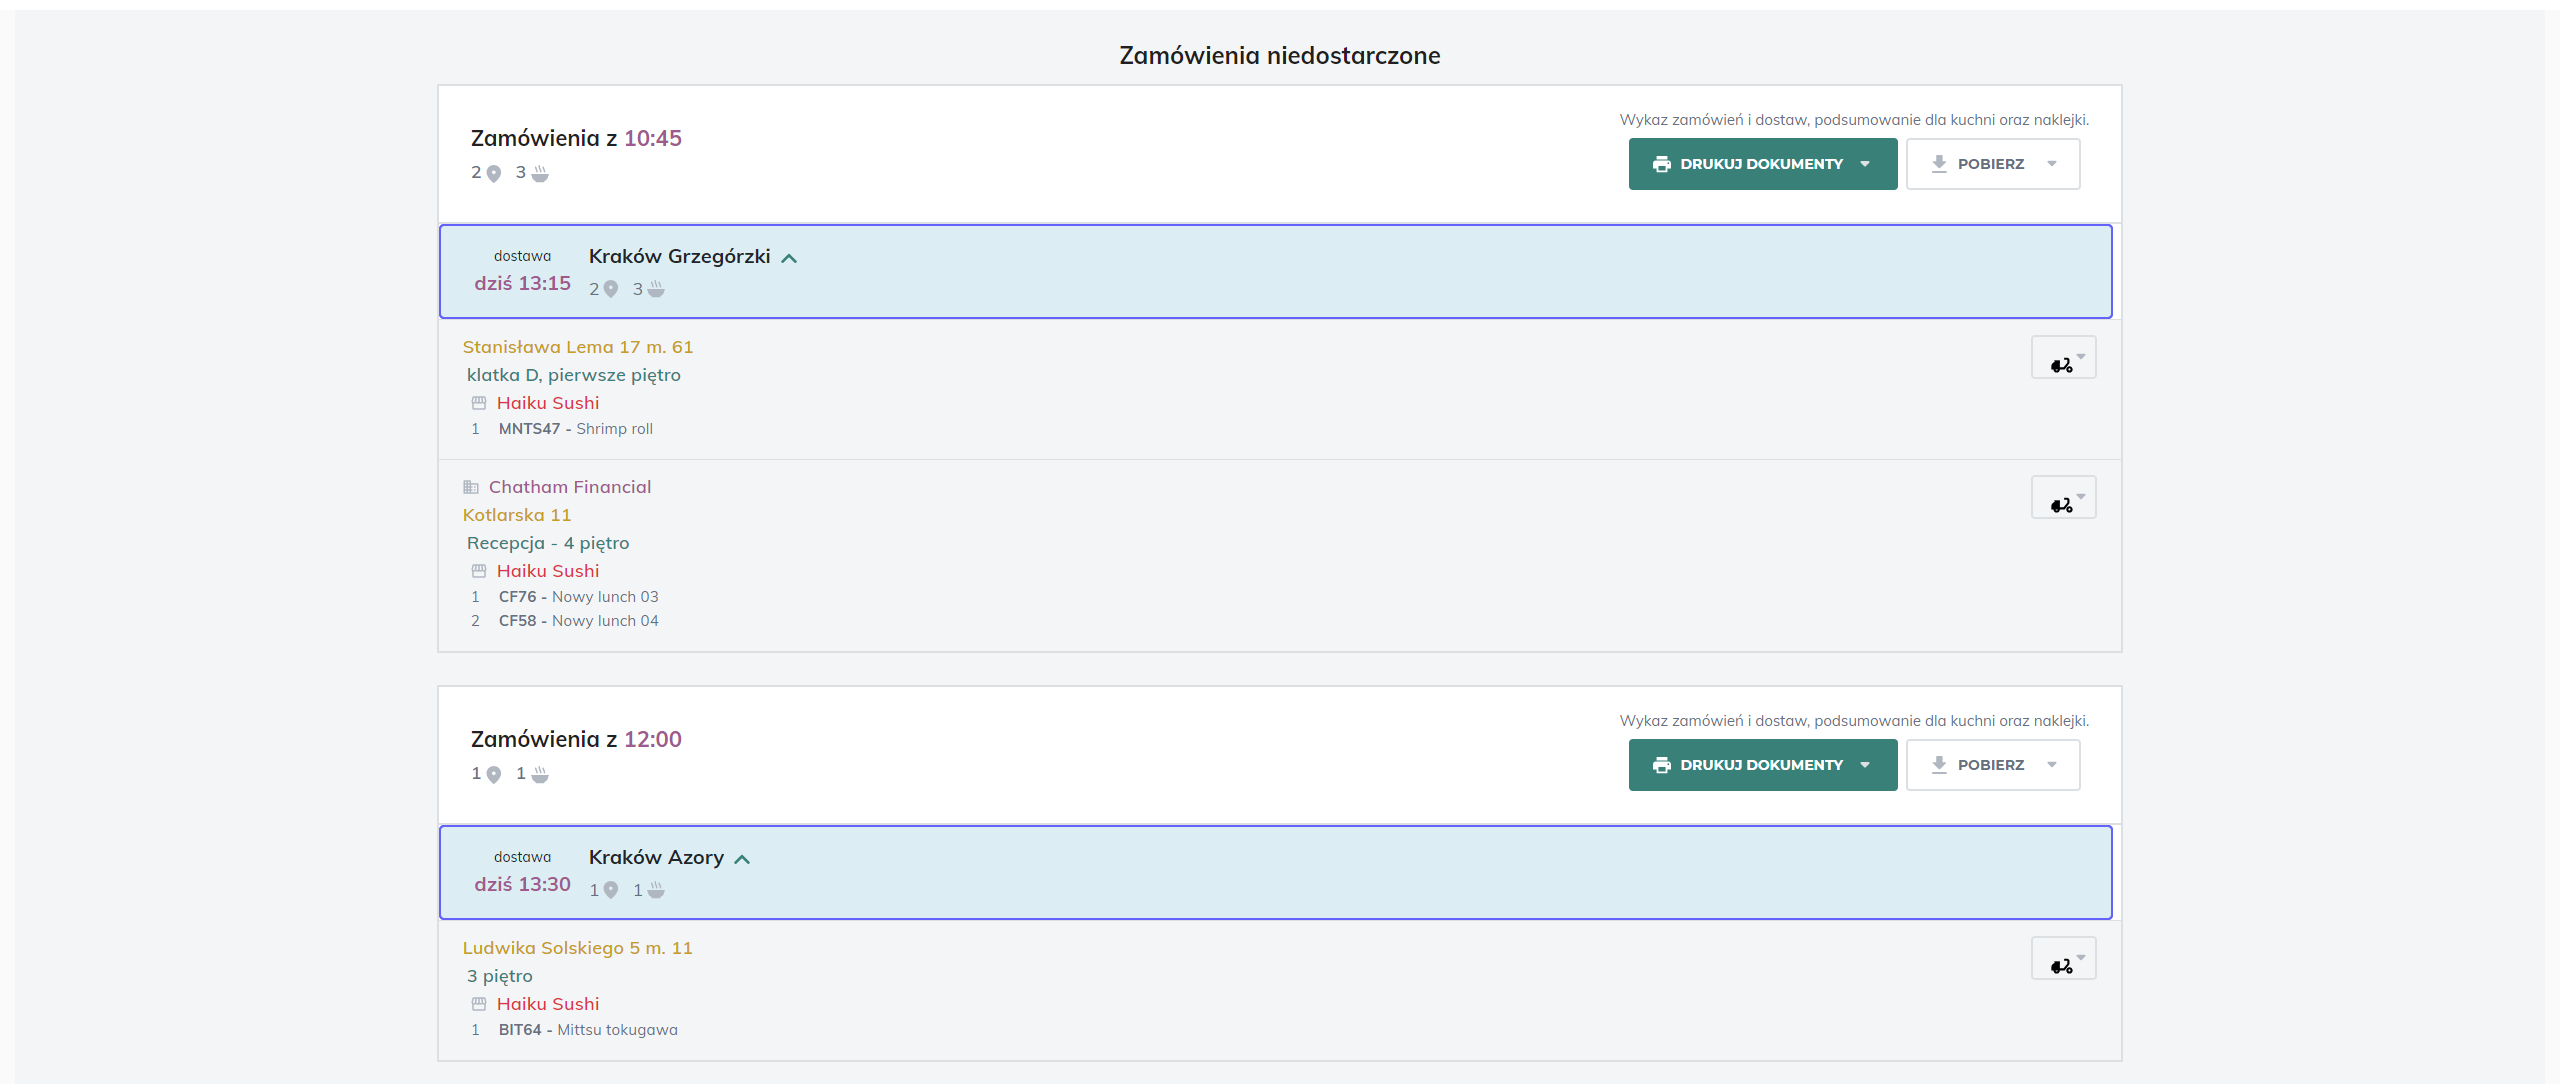 Zamówienia niedostarczone
Zamówienia z 10:45
2 3
Wykaz zamówień i dostaw, podsumowanie dla kuchni oraz naklejki.
DRUKUJ DOKUMENTY
POBIERZ
dostawa
dziś 13:15
Kraków Grzegórzki
2 3
Stanisława Lema 17 m. 61
klatka D, pierwsze piętro
Haiku Sushi
1 MNTS47 - Shrimp roll
Chatham Financial
Kotlarska 11
Recepcja - 4 piętro
Haiku Sushi
1 CF76 - Nowy lunch 03
2 CF58 - Nowy lunch 04
Zamówienia z 12:00
1 1
Wykaz zamówień i dostaw, podsumowanie dla kuchni oraz naklejki.
DRUKUJ DOKUMENTY
POBIERZ
dostawa
dziś 13:30
Kraków Azory
1 1
Ludwika Solskiego 5 m. 11
3 piętro
Haiku Sushi
1 BIT64 - Mittsu tokugawa